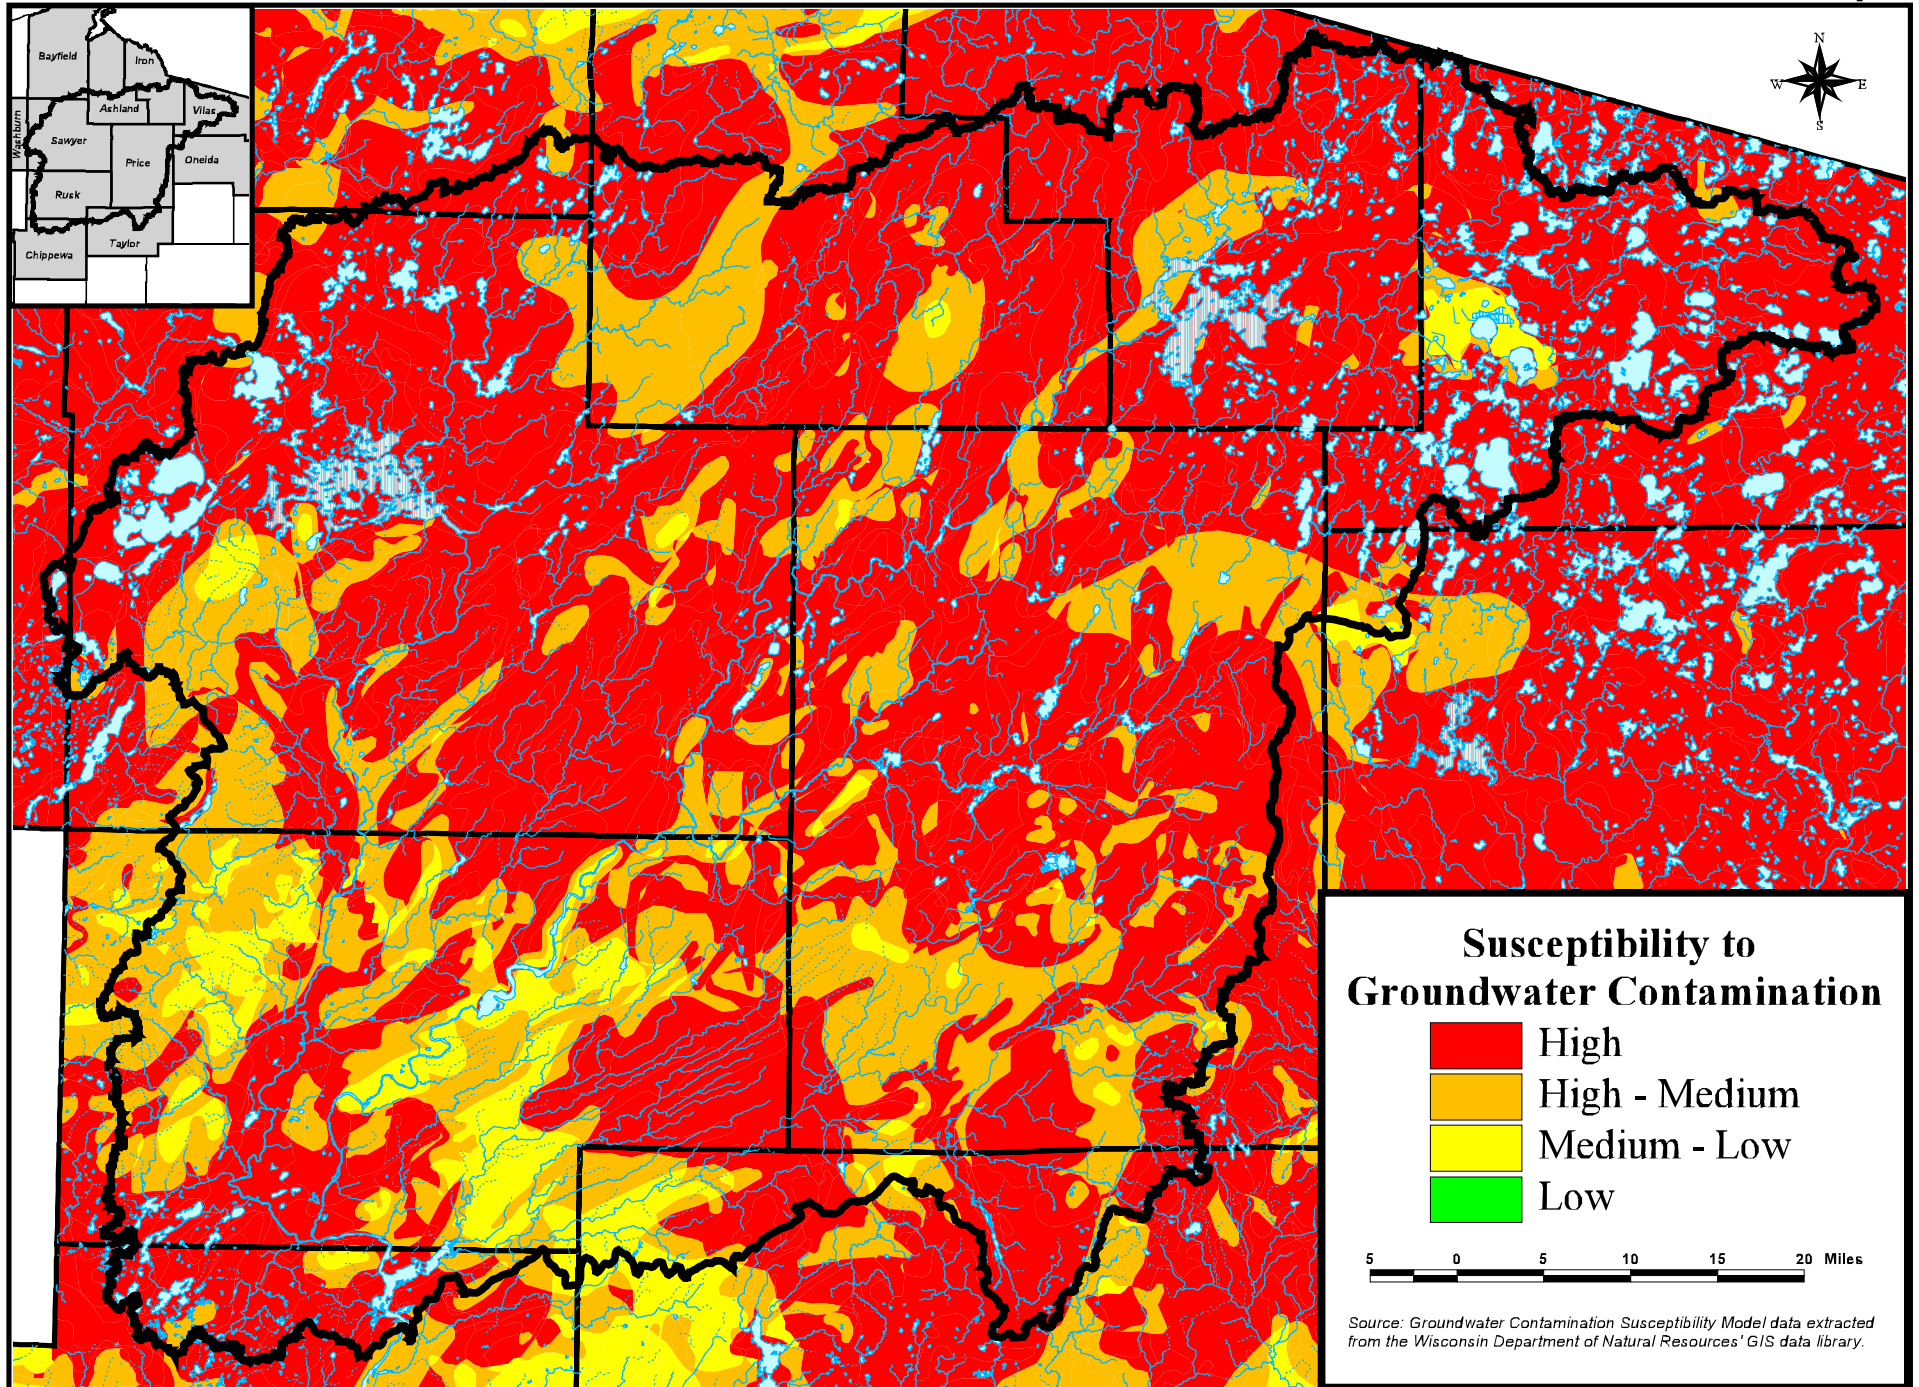 Bayfield
Iron
Ashland
Vilas
Washburn
Sawyer
Price
Oneida
Rusk
Taylor
Chippewa
N
W
E
S
Susceptibility to
Groundwater Contamination
High
High - Medium
Medium - Low
Low
5 0 5 10 15 20 Miles
Source: Groundwater Contamination Susceptibility Model data extracted
from the Wisconsin Department of Natural Resources' GIS data library.